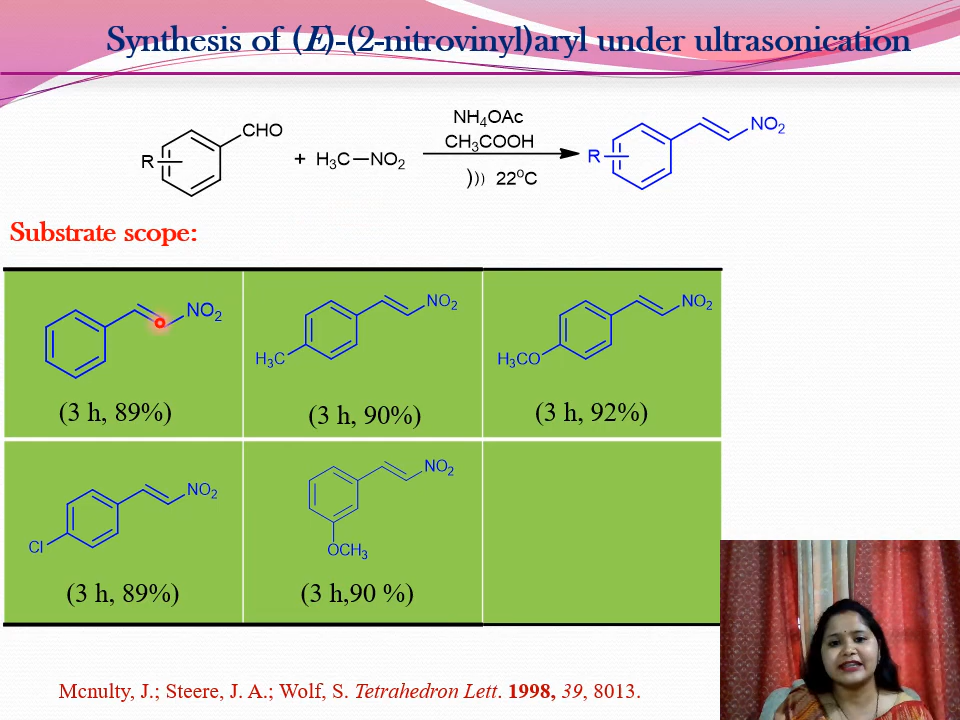 Synthesis of (E)-(2-nitrovinyl)aryl under ultrasonication
R
CHO
+ H₃C—NO₂
NH₄OAc
CH₃COOH
))) 22⁰C
R
NO₂
Substrate scope:
NO₂
(3 h, 89%)
NO₂
H₃C
(3 h, 90%)
NO₂
H₃CO
(3 h, 92%)
NO₂
Cl
(3 h, 89%)
NO₂
OCH₃
(3 h,90 %)
Mcnulty, J.; Steere, J. A.; Wolf, S. Tetrahedron Lett. 1998, 39, 8013.